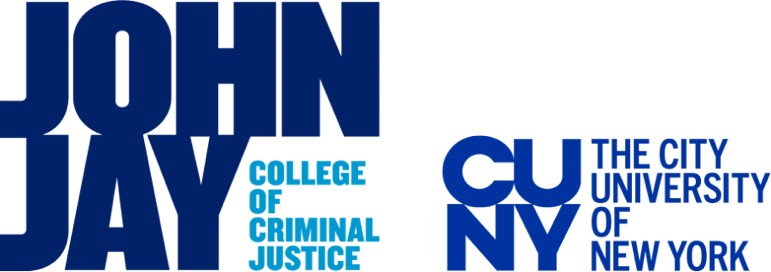 JOHN
JAY
COLLEGE
OF
CRIMINAL
JUSTICE
CU
NY
THE CITY
UNIVERSITY
OF
NEW YORK